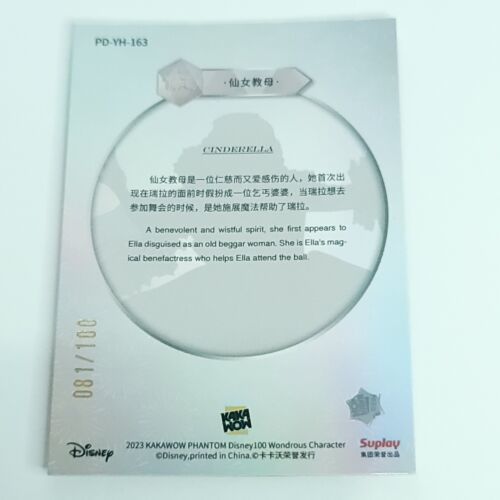 PD-YH-163
·仙女教母·
CINDERELLA
仙女教母是一位仁慈而又爱感伤的人，她首次出
现在瑞拉的面前时假扮成一位乞丐婆婆，当瑞拉想去
参加舞会的时候，是她施展魔法帮助了瑞拉。
A benevolent and wistful spirit, she first appears to
Ella disguised as an old beggar woman. She is Ella's mag-
ical benefactress who helps Ella attend the ball.
081/100
KAKA
WOW
Disney
2023 KAKAWOW PHANTOM Disney100 Wondrous Character
©Disney,printed in China.©卡卡沃荣誉发行
Suplay
集图荣誉出品